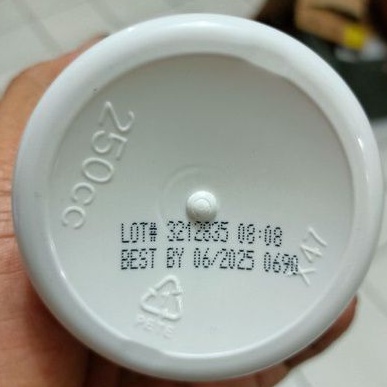 250cc
LOT# 3212835 08:08
BEST BY 06/2025 0690
X47
PETE